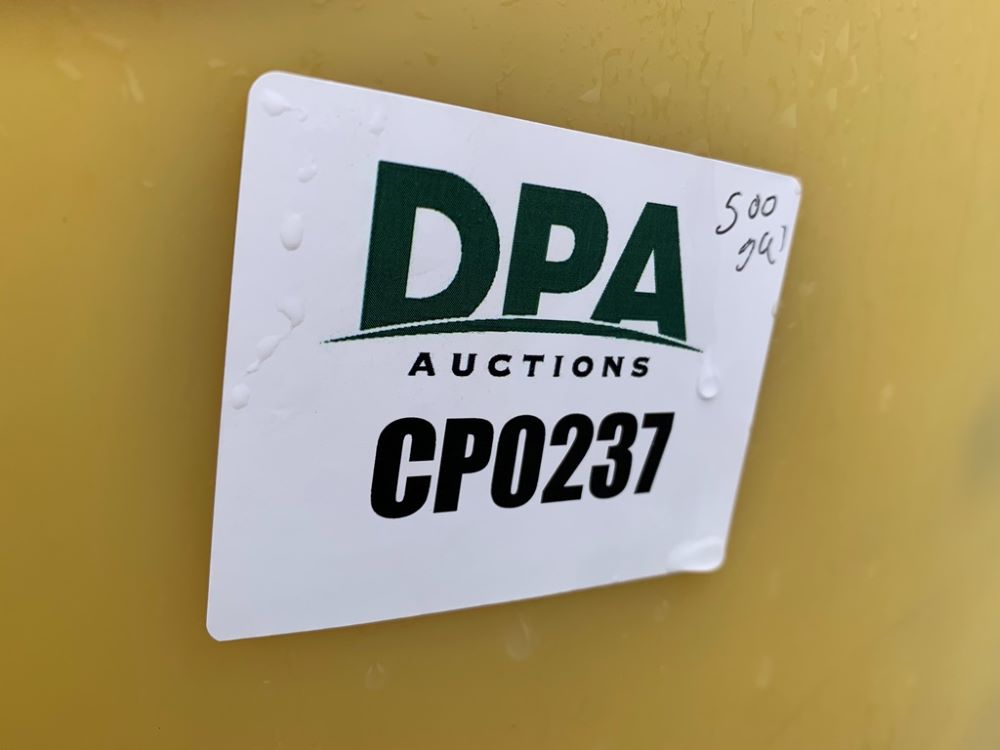 DPA
AUCTIONS
CP0237
500
gal